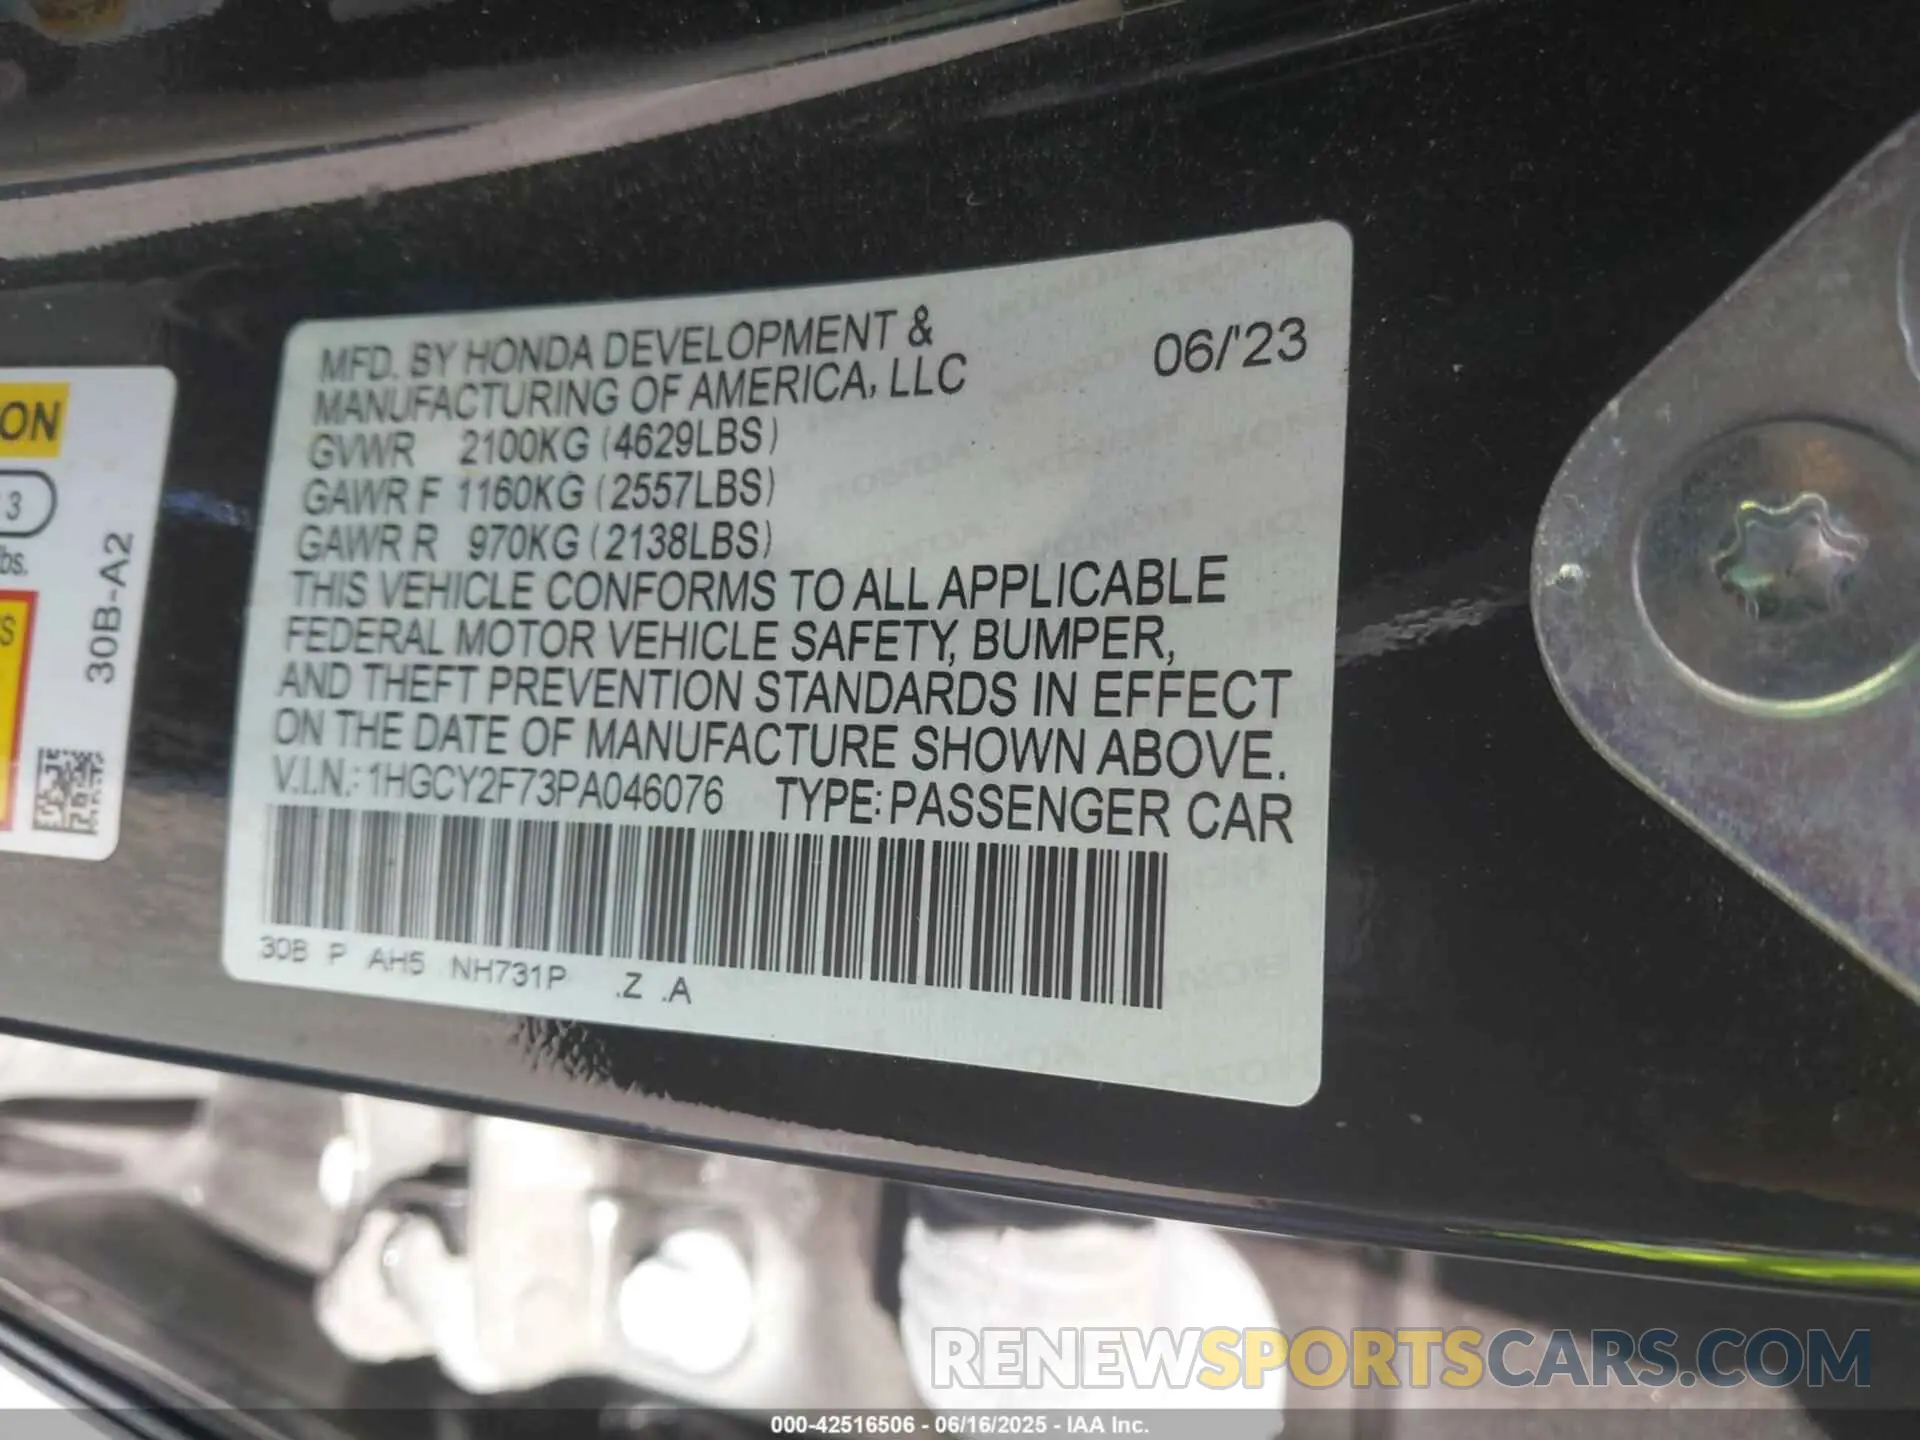 MFD. BY HONDA DEVELOPMENT &
MANUFACTURING OF AMERICA, LLC
06/'23
GVWR 2100KG (4629LBS)
GAWR F 1160KG (2557LBS)
GAWR R 970KG (2138LBS)
THIS VEHICLE CONFORMS TO ALL APPLICABLE
FEDERAL MOTOR VEHICLE SAFETY, BUMPER,
AND THEFT PREVENTION STANDARDS IN EFFECT
ON THE DATE OF MANUFACTURE SHOWN ABOVE.
V.I.N.: 1HGCY2F73PA046076 TYPE: PASSENGER CAR
30B P AH5 NH731P .Z .A
30B-A2
3
RENEWSPORTSCARS.COM
000-42516506 - 06/16/2025 - IAA Inc.